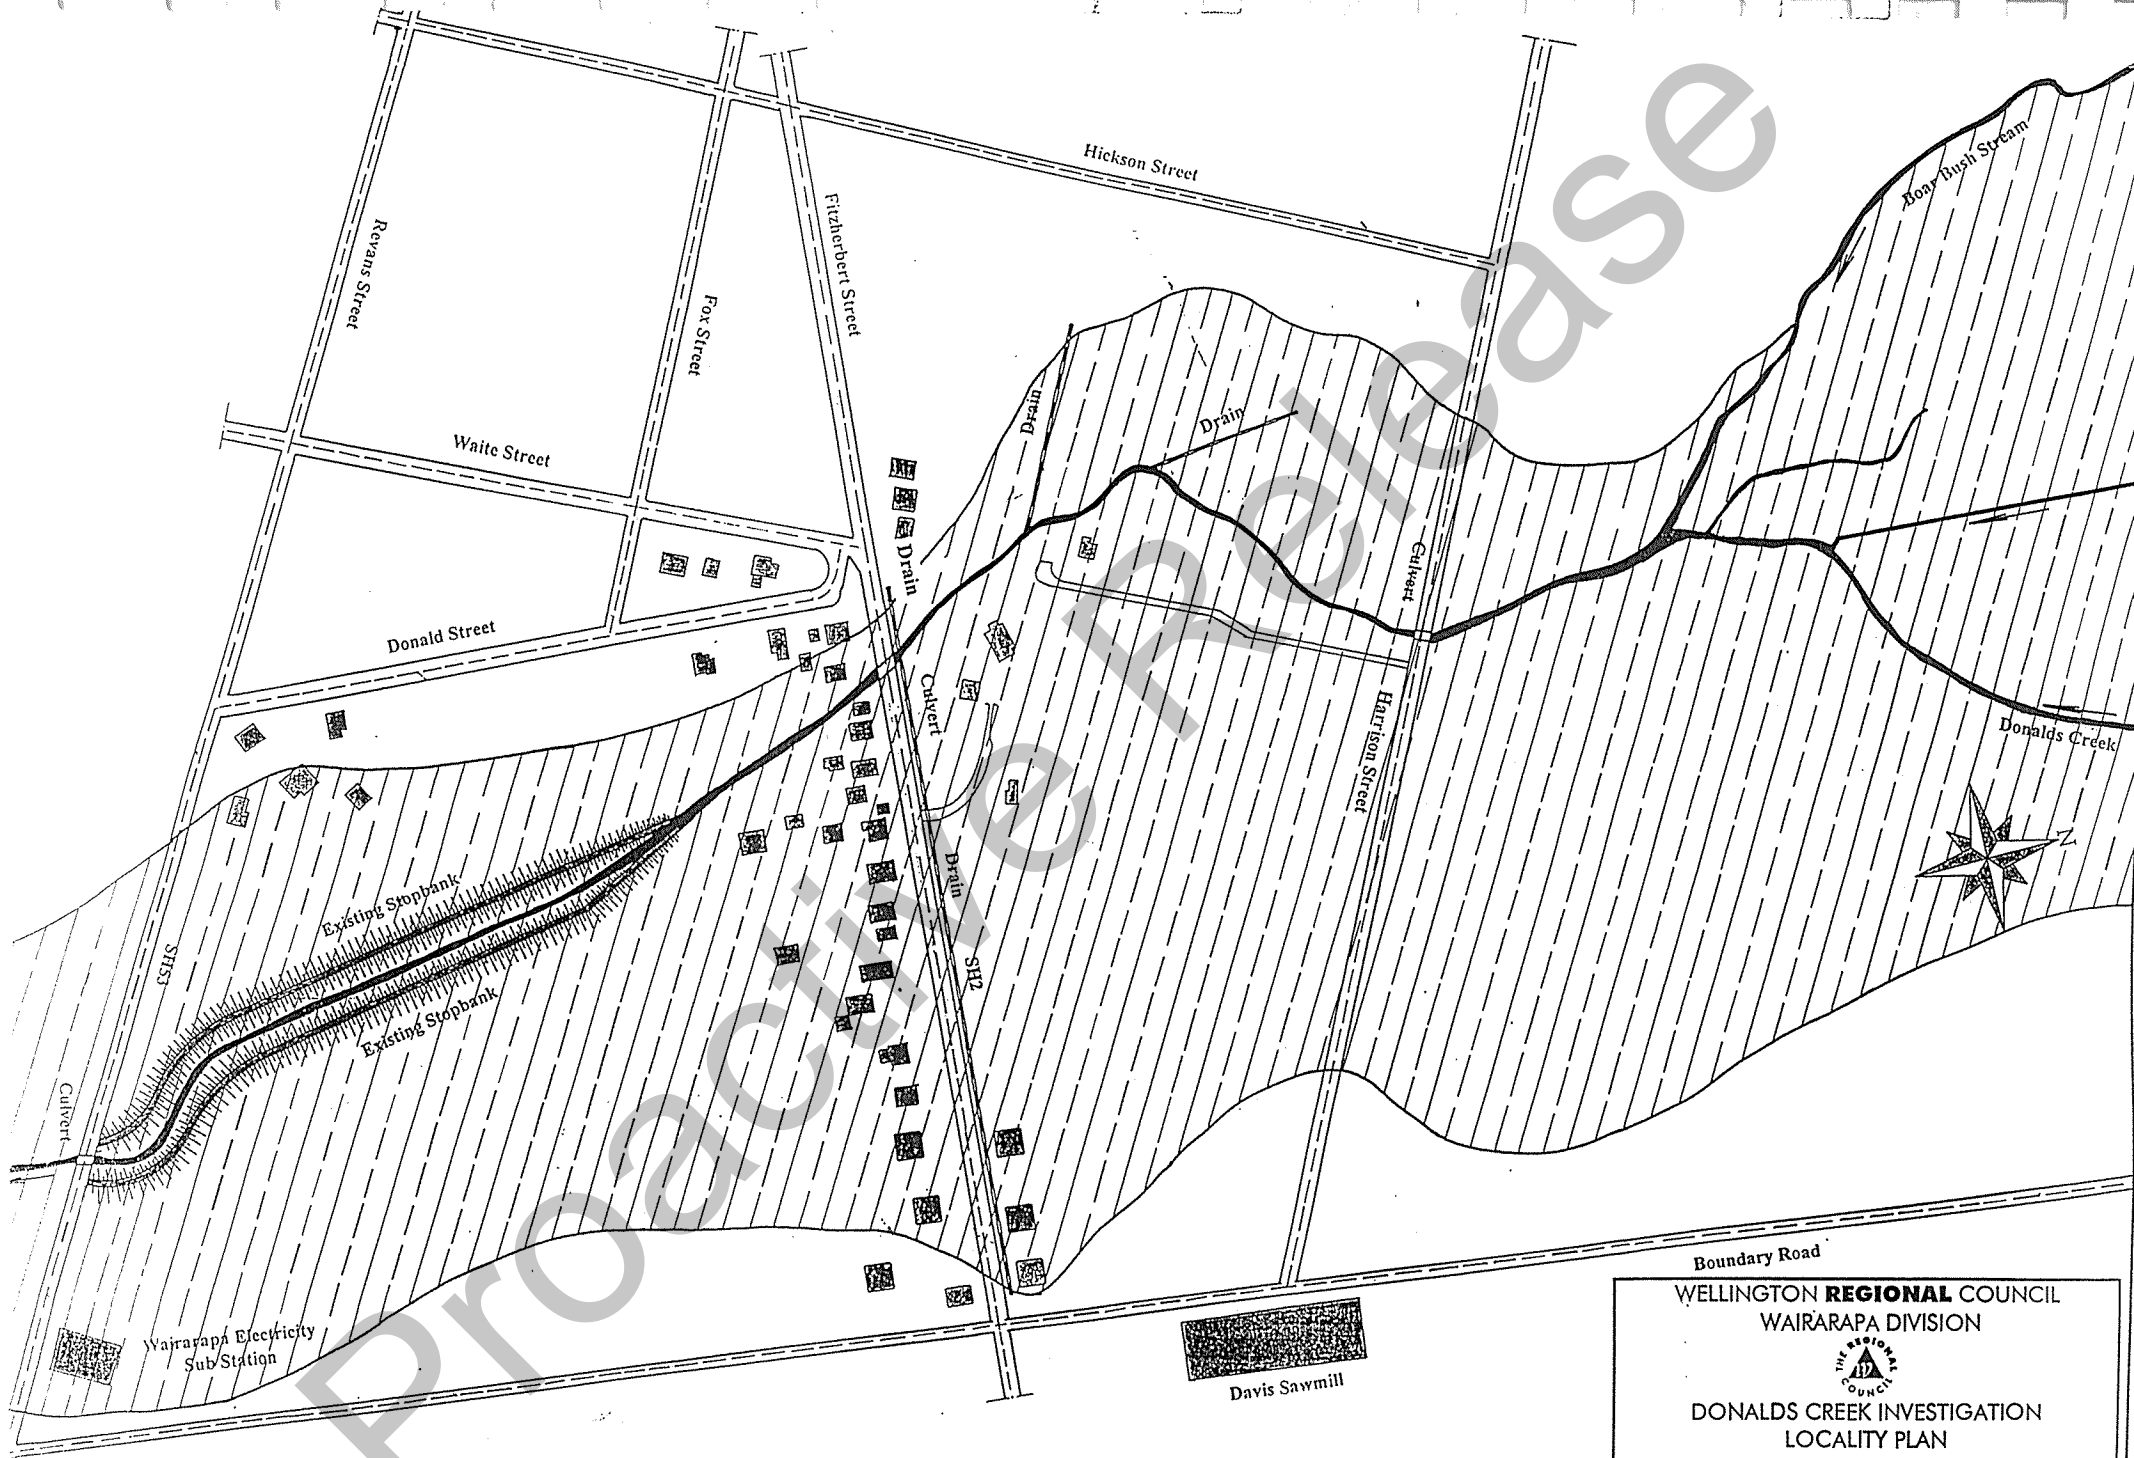 Hickson Street
Boar Bush Stream
Revans Street
Fitzherbert Street
Fox Street
Drain
Drain
Waite Street
Drain
Culvert
Donald Street
Culvert
Harrison Street
Donalds Creek
N
Drain
Existing Stopbank
SH53
SH2
Existing Stopbank
Culvert
Boundary Road
Wairarapa Electricity
Sub Station
Davis Sawmill
WELLINGTON REGIONAL COUNCIL
WAIRARAPA DIVISION
THE REGIONAL
COUNCIL
DONALDS CREEK INVESTIGATION
LOCALITY PLAN
Proactive Release